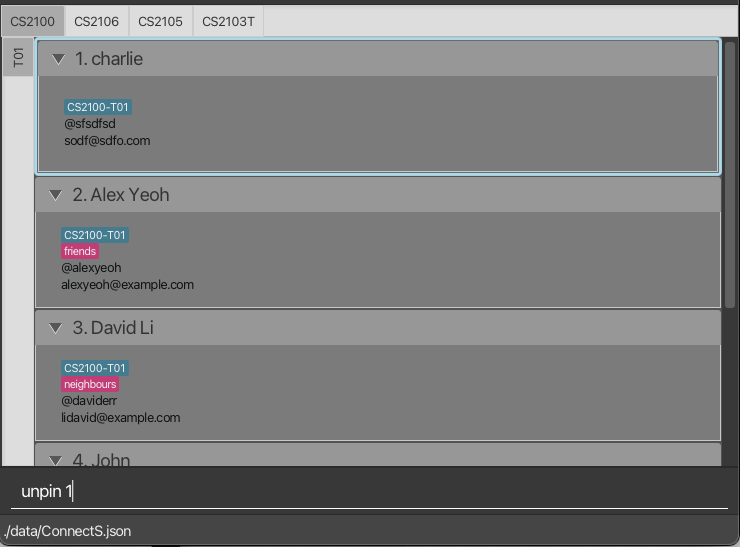 CS2100 CS2106 CS2105 CS2103T
T01
1. charlie
CS2100-T01
@sfsdfsd
sodf@sdfo.com
2. Alex Yeoh
CS2100-T01
friends
@alexyeoh
alexyeoh@example.com
3. David Li
CS2100-T01
neighbours
@daviderr
lidavid@example.com
4. John
unpin 1
./data/ConnectS.json